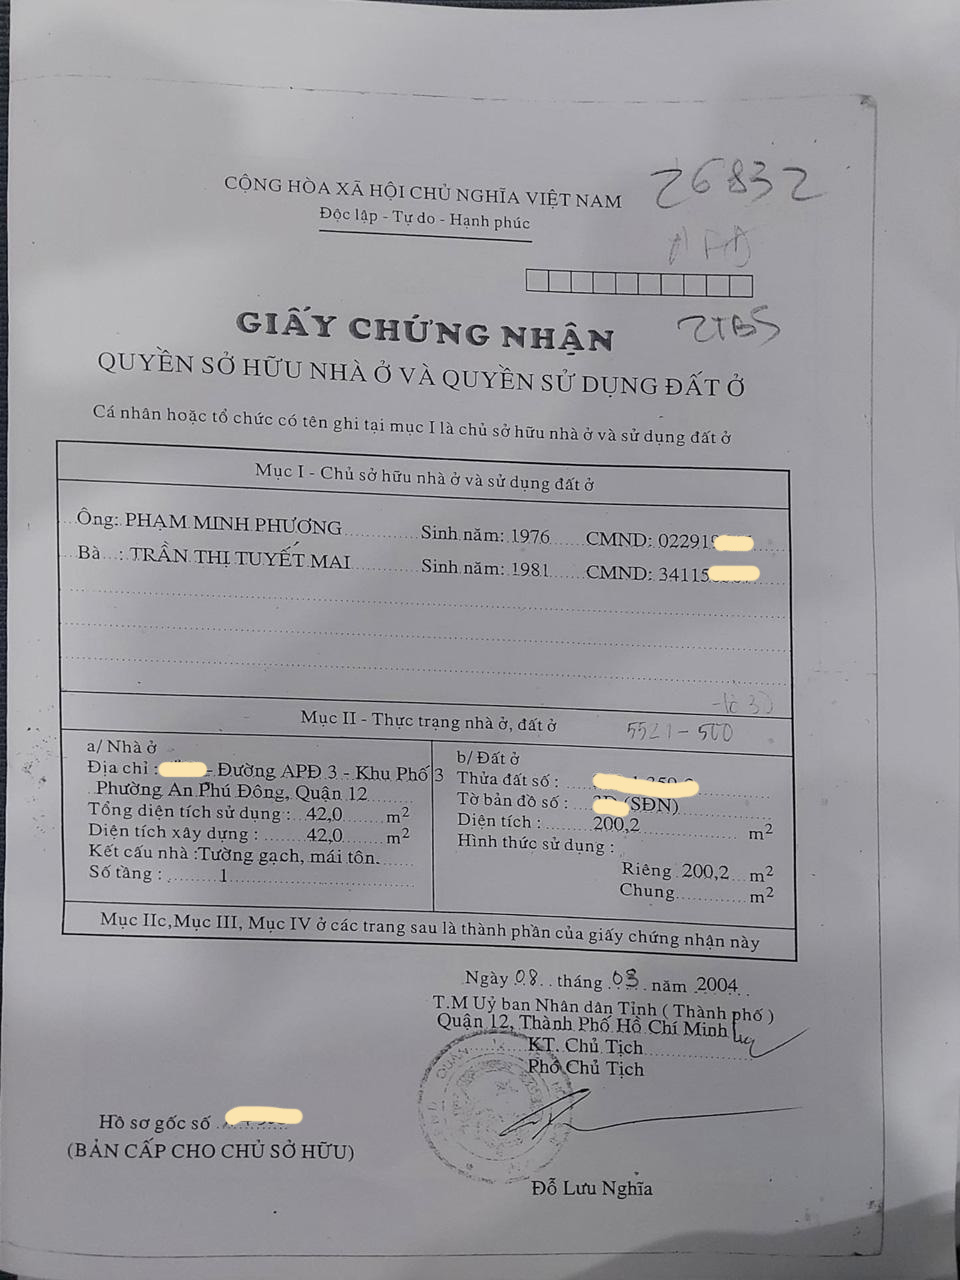 CỘNG HÒA XÃ HỘI CHỦ NGHĨA VIỆT NAM
Độc lập - Tự do - Hạnh phúc
26832
ZTBS
GIẤY CHỨNG NHẬN
QUYỀN SỞ HỮU NHÀ Ở VÀ QUYỀN SỬ DỤNG ĐẤT Ở
Cá nhân hoặc tổ chức có tên ghi tại mục I là chủ sở hữu nhà ở và sử dụng đất ở
Mục I - Chủ sở hữu nhà ở và sử dụng đất ở
Ông: PHẠM MINH PHƯƠNG Sinh năm: 1976 CMND: 02291
Bà : TRẦN THỊ TUYẾT MAI Sinh năm: 1981 CMND: 34115
Mục II - Thực trạng nhà ở, đất ở
5521 - 500
a/ Nhà ở
Địa chỉ : - Đường APĐ 3 - Khu Phố 3
Phường An Phú Đông, Quận 12
Tổng diện tích sử dụng : 42,0 m2
Diện tích xây dựng : 42,0 m2
Kết cấu nhà :Tường gạch, mái tôn.
Số tầng : 1
b/ Đất ở
Thửa đất số :
Tờ bản đồ số : (SĐN)
Diện tích : 200,2 m2
Hình thức sử dụng :
Riêng 200,2 m2
Chung m2
Mục IIc,Mục III, Mục IV ở các trang sau là thành phần của giấy chứng nhận này
Ngày 08 tháng 03 năm 2004
T.M Uỷ ban Nhân dân Tỉnh ( Thành phố )
Quận 12, Thành Phố Hồ Chí Minh
KT. Chủ Tịch
Phó Chủ Tịch
Hồ sơ gốc số
(BẢN CẤP CHO CHỦ SỞ HỮU)
Đỗ Lưu Nghĩa